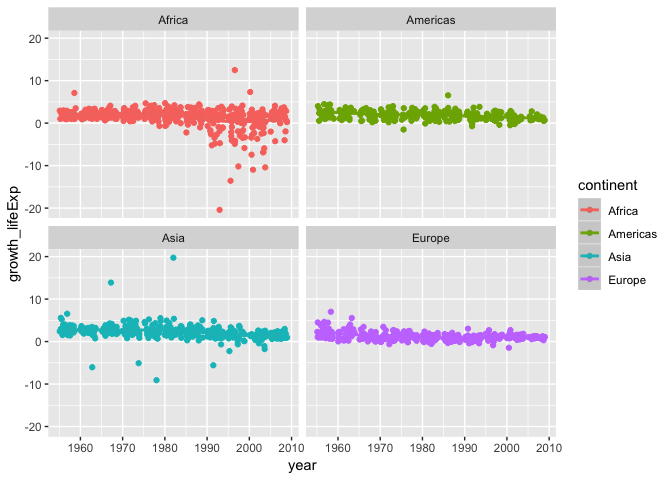 Africa Americas
20
10
0
-10
-20
Asia Europe
20
10
0
-10
-20
1960 1970 1980 1990 2000 2010 1960 1970 1980 1990 2000 2010
year
growth_lifeExp
continent
Africa
Americas
Asia
Europe